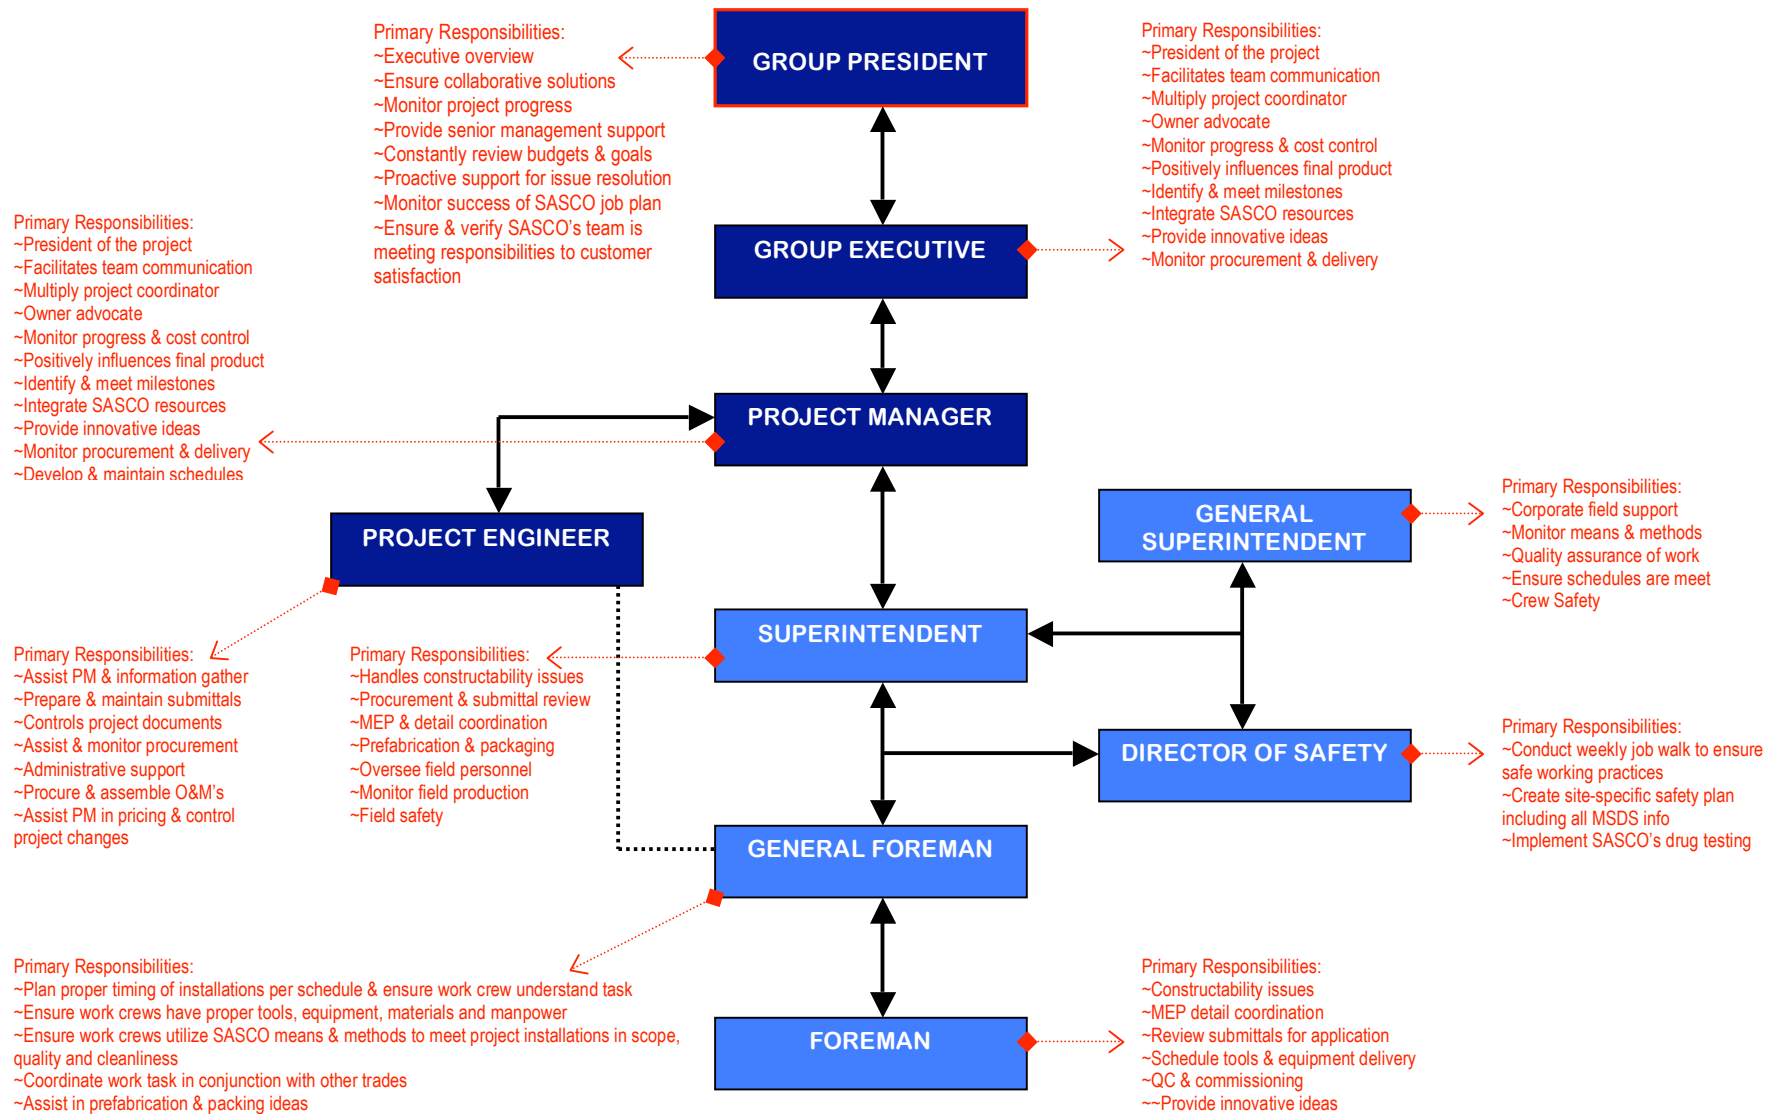 Primary Responsibilities:
~Executive overview
~Ensure collaborative solutions
~Monitor project progress
~Provide senior management support
~Constantly review budgets & goals
~Proactive support for issue resolution
~Monitor success of SASCO job plan
~Ensure & verify SASCO's team is
meeting responsibilities to customer
satisfaction
GROUP PRESIDENT
Primary Responsibilities:
~President of the project
~Facilitates team communication
~Multiply project coordinator
~Owner advocate
~Monitor progress & cost control
~Positively influences final product
~Identify & meet milestones
~Integrate SASCO resources
~Provide innovative ideas
~Monitor procurement & delivery
GROUP EXECUTIVE
Primary Responsibilities:
~President of the project
~Facilitates team communication
~Multiply project coordinator
~Owner advocate
~Monitor progress & cost control
~Positively influences final product
~Identify & meet milestones
~Integrate SASCO resources
~Provide innovative ideas
~Monitor procurement & delivery
~Develop & maintain schedules
PROJECT MANAGER
PROJECT ENGINEER
GENERAL
SUPERINTENDENT
Primary Responsibilities:
~Corporate field support
~Monitor means & methods
~Quality assurance of work
~Ensure schedules are meet
~Crew Safety
Primary Responsibilities:
~Assist PM & information gather
~Prepare & maintain submittals
~Controls project documents
~Assist & monitor procurement
~Administrative support
~Procure & assemble O&M's
~Assist PM in pricing & control
project changes
Primary Responsibilities:
~Handles constructability issues
~Procurement & submittal review
~MEP & detail coordination
~Prefabrication & packaging
~Oversee field personnel
~Monitor field production
~Field safety
SUPERINTENDENT
DIRECTOR OF SAFETY
Primary Responsibilities:
~Conduct weekly job walk to ensure
safe working practices
~Create site-specific safety plan
including all MSDS info
~Implement SASCO's drug testing
GENERAL FOREMAN
Primary Responsibilities:
~Plan proper timing of installations per schedule & ensure work crew understand task
~Ensure work crews have proper tools, equipment, materials and manpower
~Ensure work crews utilize SASCO means & methods to meet project installations in scope,
quality and cleanliness
~Coordinate work task in conjunction with other trades
~Assist in prefabrication & packing ideas
FOREMAN
Primary Responsibilities:
~Constructability issues
~MEP detail coordination
~Review submittals for application
~Schedule tools & equipment delivery
~QC & commissioning
~~Provide innovative ideas